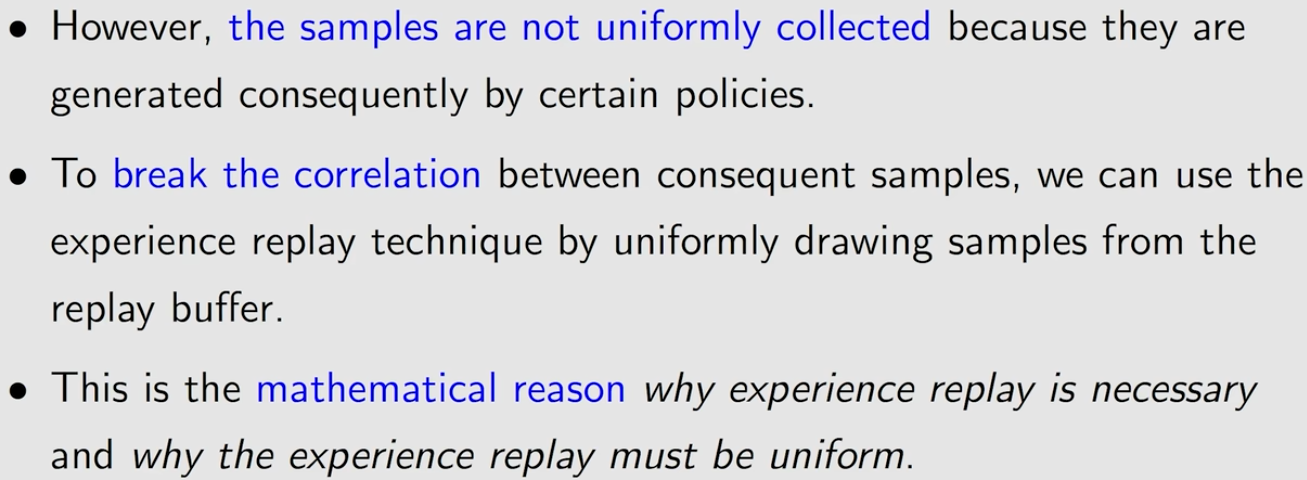 • However, the samples are not uniformly collected because they are
generated consequently by certain policies.
• To break the correlation between consequent samples, we can use the
experience replay technique by uniformly drawing samples from the
replay buffer.
• This is the mathematical reason why experience replay is necessary
and why the experience replay must be uniform.